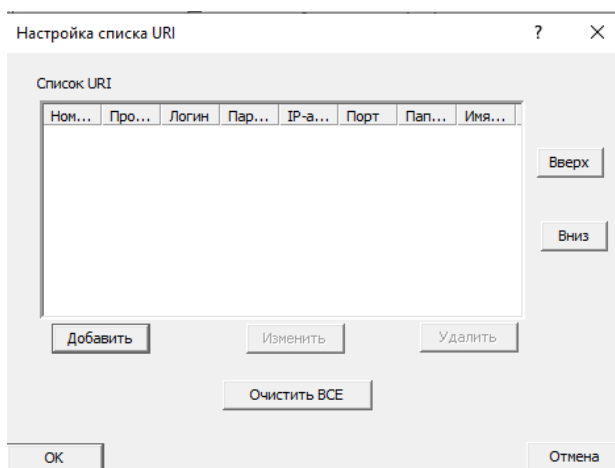 Настройка списка URI ?
Список URI
Ном... Про... Логин Пар... IP-а... Порт Пап... Имя...
Вверх
Вниз
Добавить Изменить Удалить
Очистить ВСЕ
OK Отмена